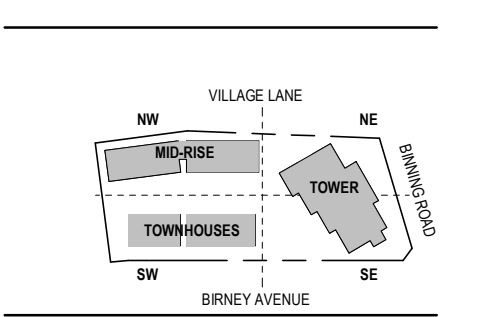 VILLAGE LANE
NW
NE
MID-RISE
BINNING ROAD
TOWER
TOWNHOUSES
SW
SE
BIRNEY AVENUE